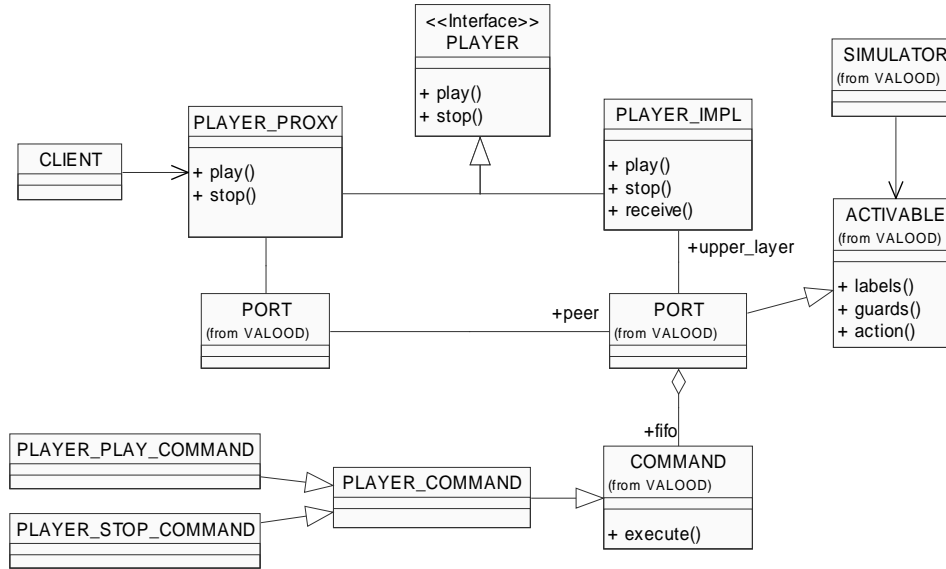 <<Interface>>
PLAYER
+ play()
+ stop()
SIMULATOR
(from VALOOD)
PLAYER_PROXY
+ play()
+ stop()
PLAYER_IMPL
+ play()
+ stop()
+ receive()
CLIENT
ACTIVABLE
(from VALOOD)
+ labels()
+ guards()
+ action()
+upper_layer
PORT
(from VALOOD)
+peer
PORT
(from VALOOD)
+fifo
PLAYER_PLAY_COMMAND
PLAYER_STOP_COMMAND
PLAYER_COMMAND
COMMAND
(from VALOOD)
+ execute()